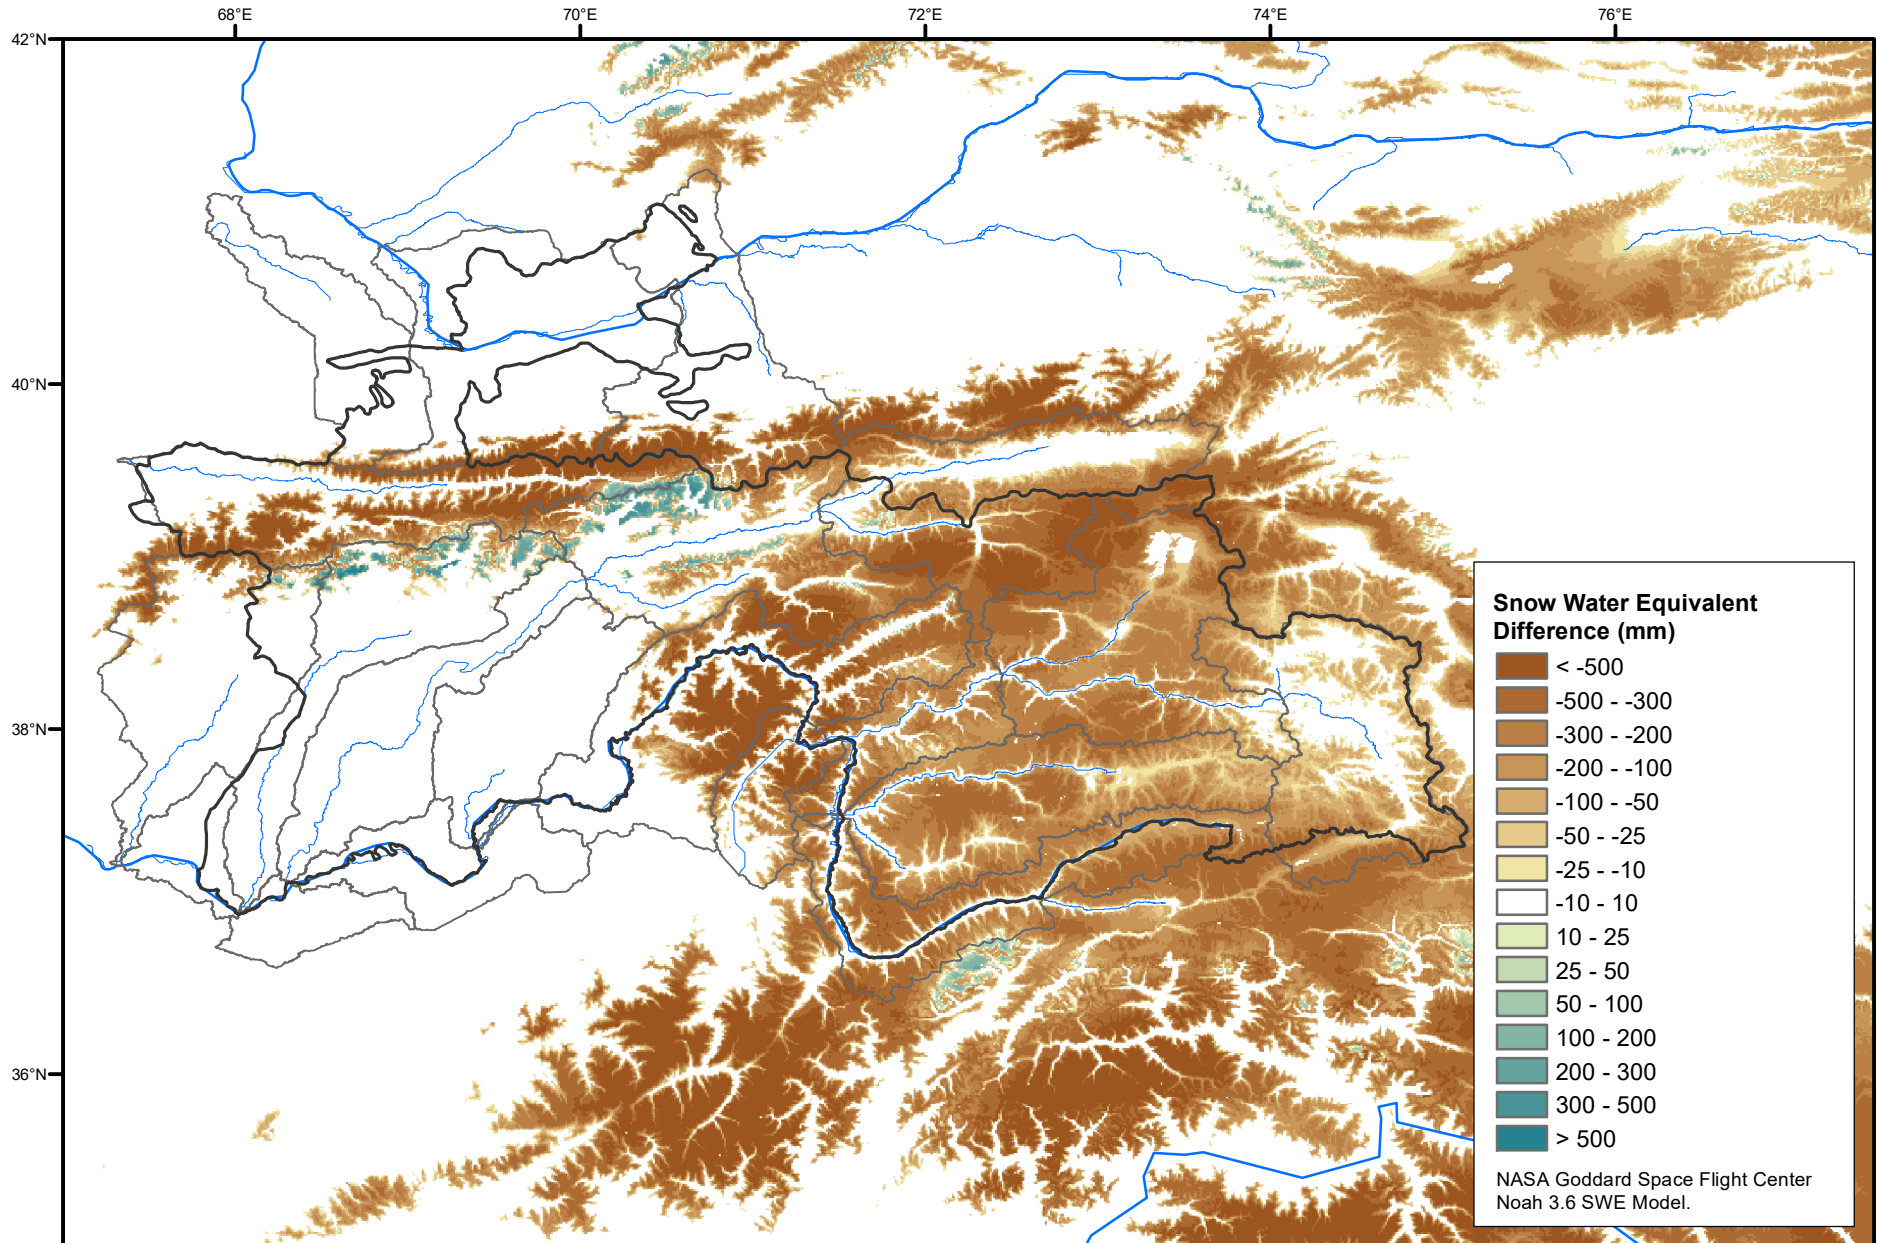 68°E
70°E
72°E
74°E
76°E
42°N
40°N
38°N
36°N
Snow Water Equivalent
Difference (mm)
< -500
-500 - -300
-300 - -200
-200 - -100
-100 - -50
-50 - -25
-25 - -10
-10 - 10
10 - 25
25 - 50
50 - 100
100 - 200
200 - 300
300 - 500
> 500
NASA Goddard Space Flight Center
Noah 3.6 SWE Model.